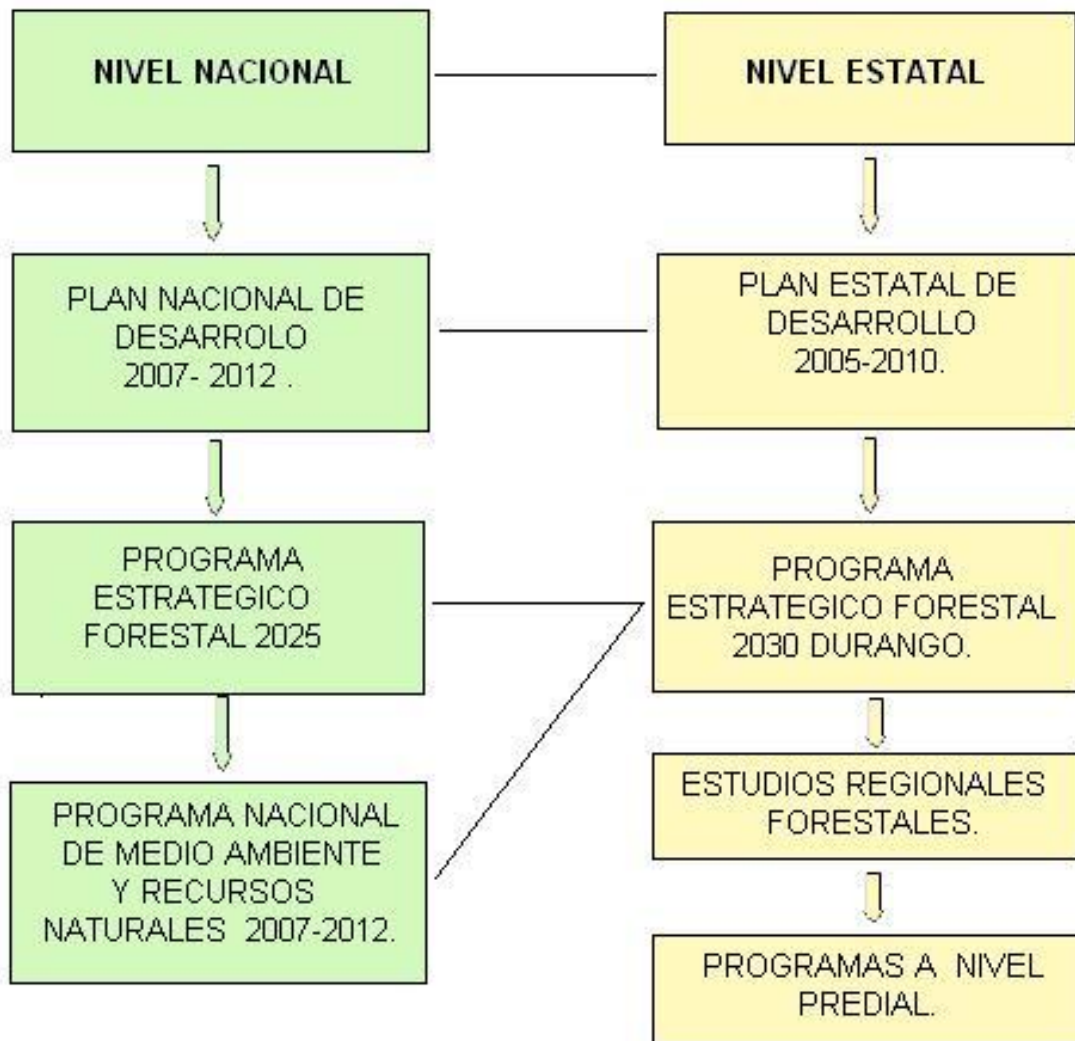 NIVEL NACIONAL
NIVEL ESTATAL
PLAN NACIONAL DE
DESARROLO
2007- 2012 .
PLAN ESTATAL DE
DESARROLLO
2005-2010.
PROGRAMA
ESTRATEGICO
FORESTAL 2025
PROGRAMA
ESTRATEGICO FORESTAL
2030 DURANGO.
PROGRAMA NACIONAL
DE MEDIO AMBIENTE
Y RECURSOS
NATURALES 2007-2012.
ESTUDIOS REGIONALES
FORESTALES.
PROGRAMAS A NIVEL
PREDIAL.